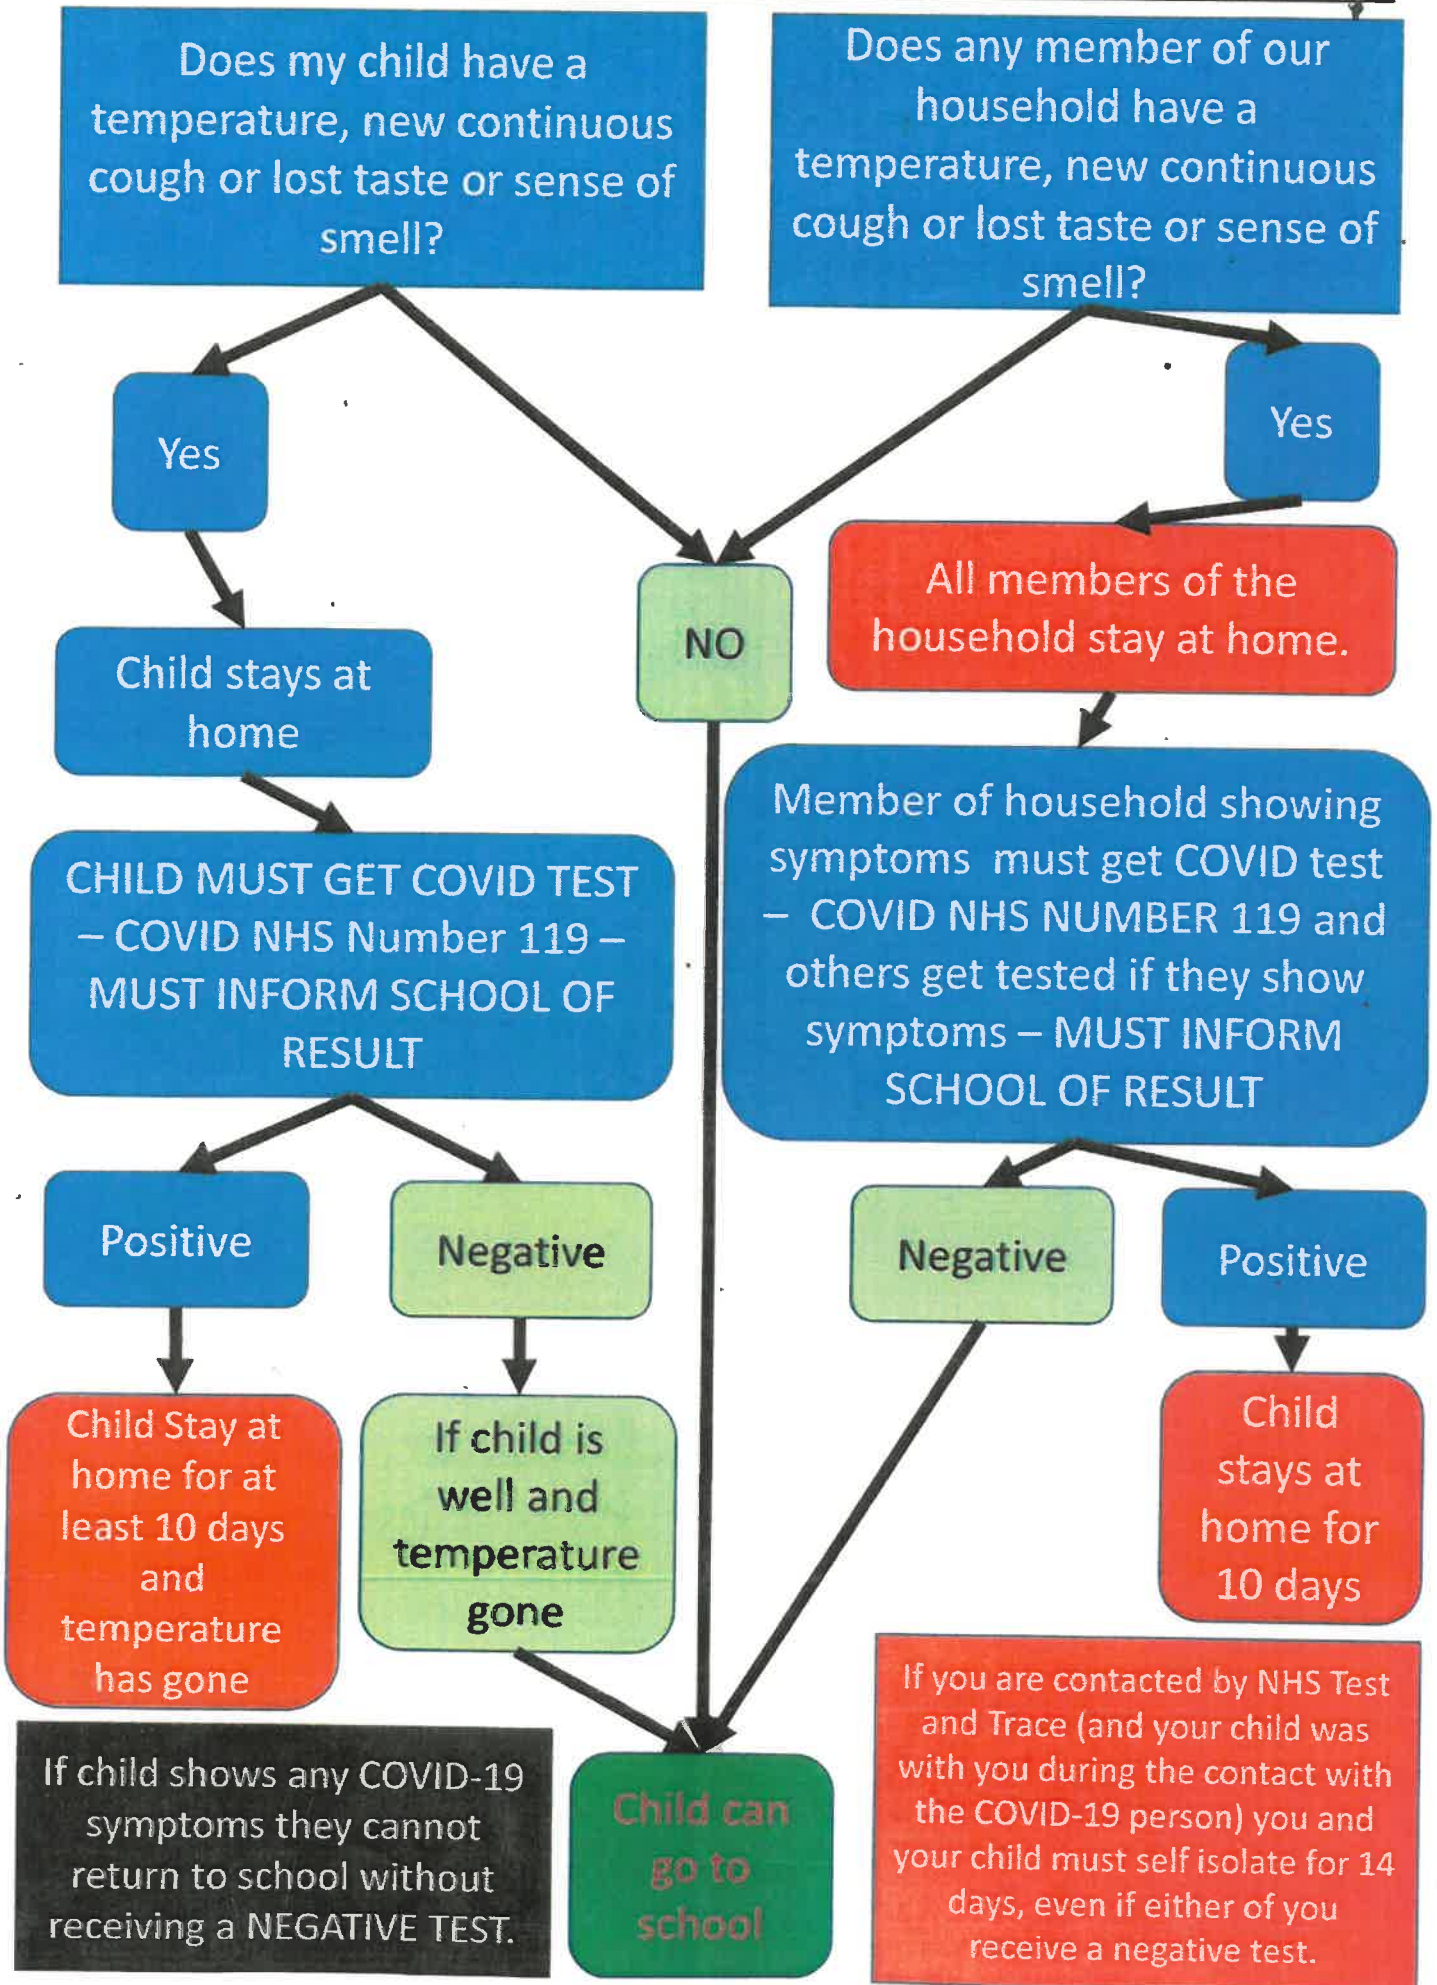 Does my child have a
temperature, new continuous
cough or lost taste or sense of
smell?
Does any member of our
household have a
temperature, new continuous
cough or lost taste or sense of
smell?
Yes
Yes
NO
All members of the
household stay at home.
Child stays at
home
Member of household showing
symptoms must get COVID test
– COVID NHS NUMBER 119 and
others get tested if they show
symptoms – MUST INFORM
SCHOOL OF RESULT
CHILD MUST GET COVID TEST
– COVID NHS Number 119 –
MUST INFORM SCHOOL OF
RESULT
Positive
Negative
Negative
Positive
Child Stay at
home for at
least 10 days
and
temperature
has gone
If child is
well and
temperature
gone
Child
stays at
home for
10 days
If child shows any COVID-19
symptoms they cannot
return to school without
receiving a NEGATIVE TEST.
Child can
go to
school
If you are contacted by NHS Test
and Trace (and your child was
with you during the contact with
the COVID-19 person) you and
your child must self isolate for 14
days, even if either of you
receive a negative test.